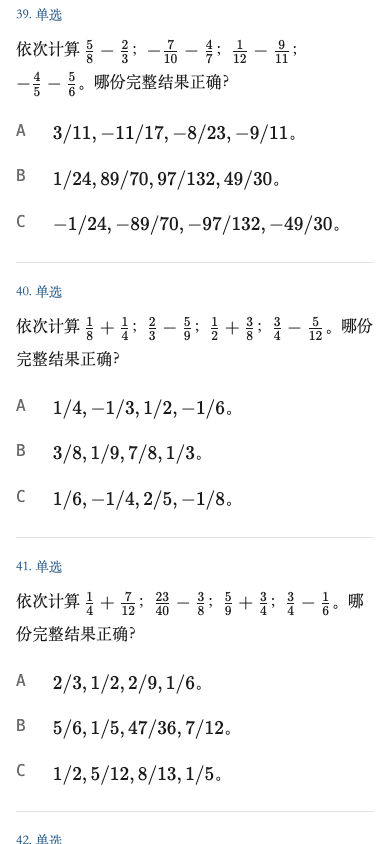 39. 单选
依次计算 5/8 − 2/3; −7/10 − 4/7; 1/12 − 9/11;
−4/5 − 5/6。哪份完整结果正确?
A 3/11, −11/17, −8/23, −9/11。
B 1/24, 89/70, 97/132, 49/30。
C −1/24, −89/70, −97/132, −49/30。
40. 单选
依次计算 1/8 + 1/4; 2/3 − 5/9; 1/2 + 3/8; 3/4 − 5/12。哪份
完整结果正确?
A 1/4, −1/3, 1/2, −1/6。
B 3/8, 1/9, 7/8, 1/3。
C 1/6, −1/4, 2/5, −1/8。
41. 单选
依次计算 1/4 + 7/12; 23/40 − 3/8; 5/9 + 3/4; 3/4 − 1/6。哪
份完整结果正确?
A 2/3, 1/2, 2/9, 1/6。
B 5/6, 1/5, 47/36, 7/12。
C 1/2, 5/12, 8/13, 1/5。
42. 单选